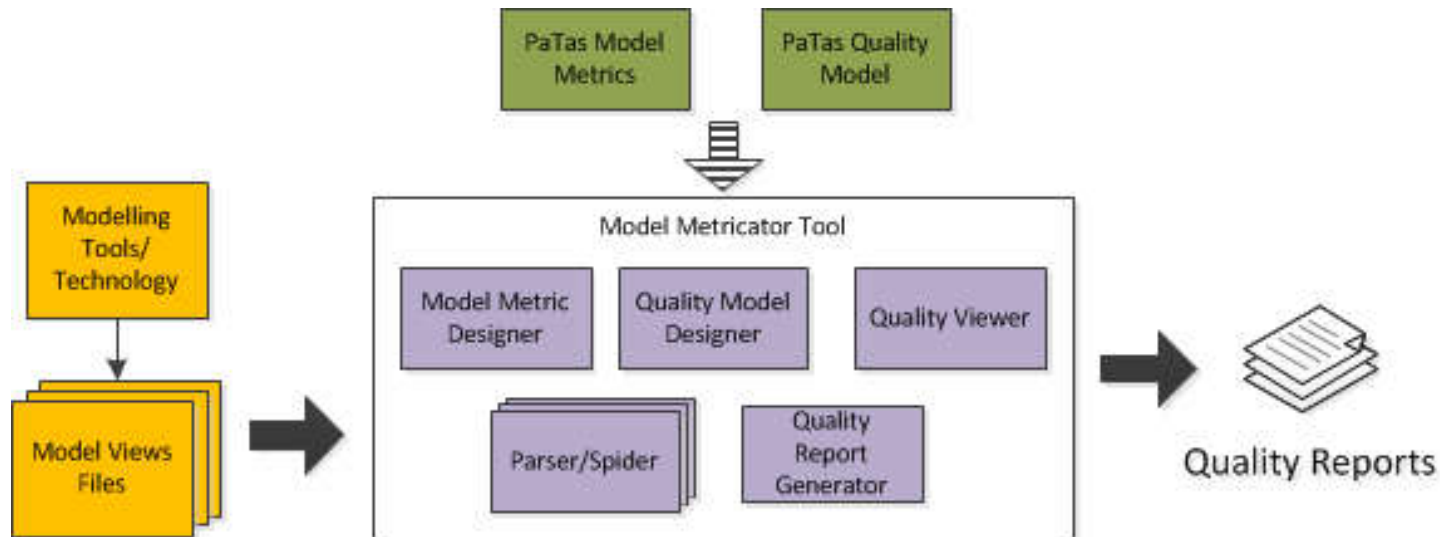 PaTas Model
Metrics
PaTas Quality
Model
Modelling
Tools/
Technology
Model Metricator Tool
Model Metric
Designer
Quality Model
Designer
Quality Viewer
Model Views
Files
Parser/Spider
Quality
Report
Generator
Quality Reports